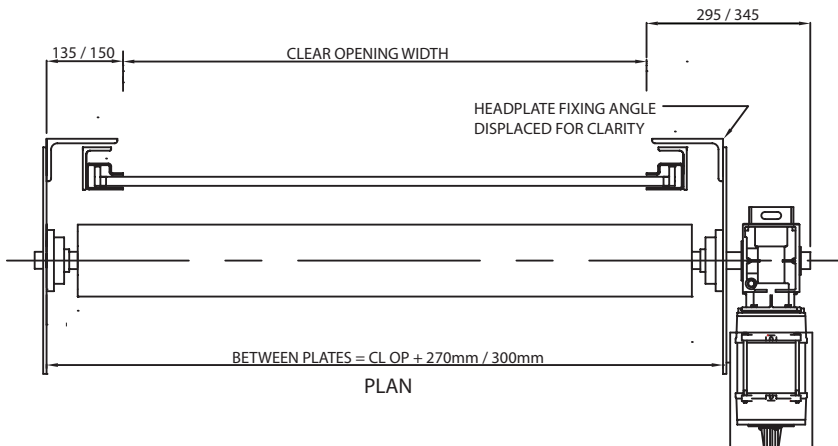 295 / 345
135 / 150
CLEAR OPENING WIDTH
HEADPLATE FIXING ANGLE
DISPLACED FOR CLARITY
BETWEEN PLATES = CL OP + 270mm / 300mm
PLAN